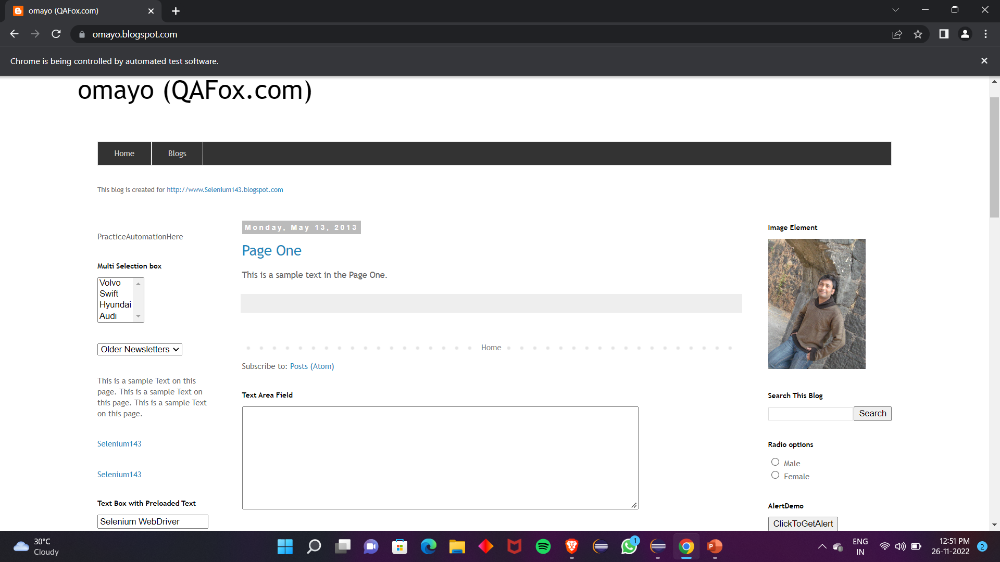 omayo (QAFox.com)
omayo.blogspot.com
Chrome is being controlled by automated test software.
omayo (QAFox.com)
Home
Blogs
This blog is created for http://www.Selenium143.blogspot.com
PracticeAutomationHere
Multi Selection box
Volvo
Swift
Hyundai
Audi
Older Newsletters
This is a sample Text on this
page. This is a sample Text on
this page. This is a sample Text
on this page.
Selenium143
Selenium143
Text Box with Preloaded Text
Selenium WebDriver
Monday, May 13, 2013
Page One
This is a sample text in the Page One.
Home
Subscribe to: Posts (Atom)
Text Area Field
Image Element
Search This Blog
Search
Radio options
Male
Female
AlertDemo
ClickToGetAlert
30°C
Cloudy
1
P
ENG
IN
12:51 PM
26-11-2022
2